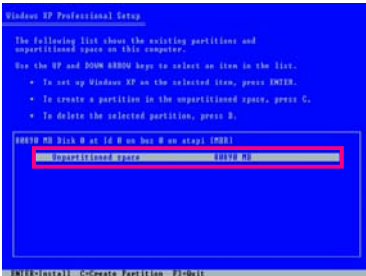 Windows XP Professional Setup
The following list shows the existing partitions and
unpartitioned space on this computer.
Use the UP and DOWN ARROW keys to select an item in the list.
• To set up Windows XP on the selected item, press ENTER.
• To create a partition in the unpartitioned space, press C.
• To delete the selected partition, press D.
MB Disk 0 at Id 0 on bus 0 on atapi [MBR]
Unpartitioned space MB
ENTER=Install C=Create Partition F3=Quit